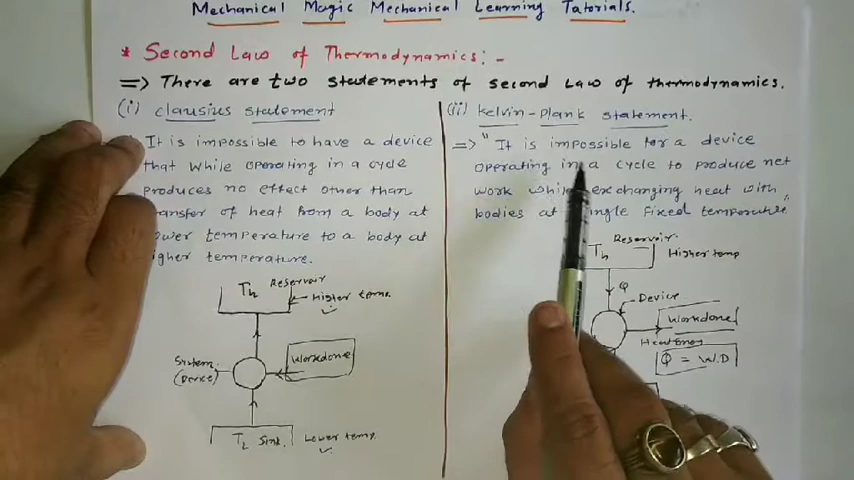 Mechanical Magic Mechanical Learning Tatorials.
* Second Law of Thermodynamics:-
=> There are two statements of second Law of thermodynamics.
(i) clausius statement
It is impossible to have a device
that while operating in a cycle
produces no effect other than
transfer of heat from a body at
lower temperature to a body at
higher temperature.
Th Reservoir
Higher temp.
System (Device)
Workdone
TL Sink.
Lower temp.
(ii) kelvin-plank statement.
=> "It is impossible for a device
operating in a cycle to produce net
work while exchanging heat with
bodies at single fixed temperature"
Th Reservoir.
Higher temp
Q
Device
Workdone
Q = W.D